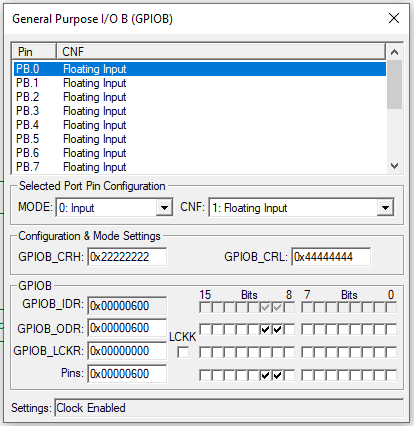 General Purpose I/O B (GPIOB)
Pin CNF
PB.0 Floating Input
PB.1 Floating Input
PB.2 Floating Input
PB.3 Floating Input
PB.4 Floating Input
PB.5 Floating Input
PB.6 Floating Input
PB.7 Floating Input
Selected Port Pin Configuration
MODE: 0: Input CNF: 1: Floating Input
Configuration & Mode Settings
GPIOB_CRH: 0x22222222 GPIOB_CRL: 0x44444444
GPIOB
15 Bits 8 7 Bits 0
GPIOB_IDR: 0x00000600
GPIOB_ODR: 0x00000600
LCKK
GPIOB_LCKR: 0x00000000
Pins: 0x00000600
Settings: Clock Enabled